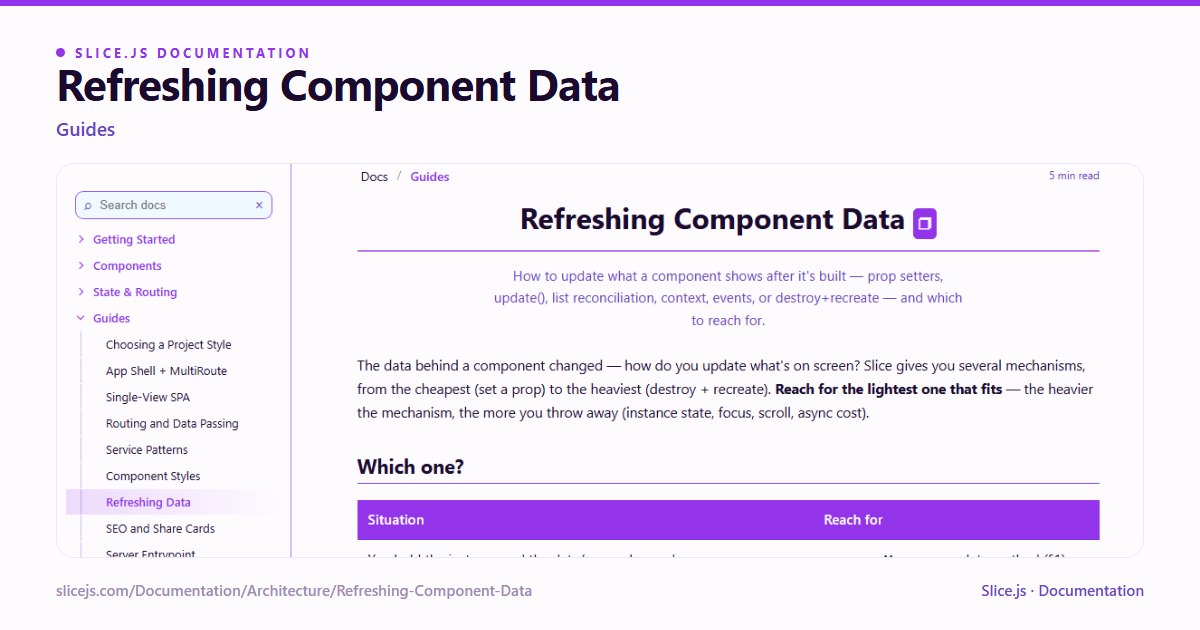 SLICE.JS DOCUMENTATION
Refreshing Component Data
Guides
Search docs
Getting Started
Components
State & Routing
Guides
Choosing a Project Style
App Shell + MultiRoute
Single-View SPA
Routing and Data Passing
Service Patterns
Component Styles
Refreshing Data
SEO and Share Cards
Server Entrypoint
Docs / Guides
5 min read
Refreshing Component Data
How to update what a component shows after it's built — prop setters,
update(), list reconciliation, context, events, or destroy+recreate — and which
to reach for.
The data behind a component changed — how do you update what's on screen? Slice gives you several mechanisms,
from the cheapest (set a prop) to the heaviest (destroy + recreate). Reach for the lightest one that fits — the heavier
the mechanism, the more you throw away (instance state, focus, scroll, async cost).
Which one?
Situation
Reach for
slicejs.com/Documentation/Architecture/Refreshing-Component-Data
Slice.js · Documentation